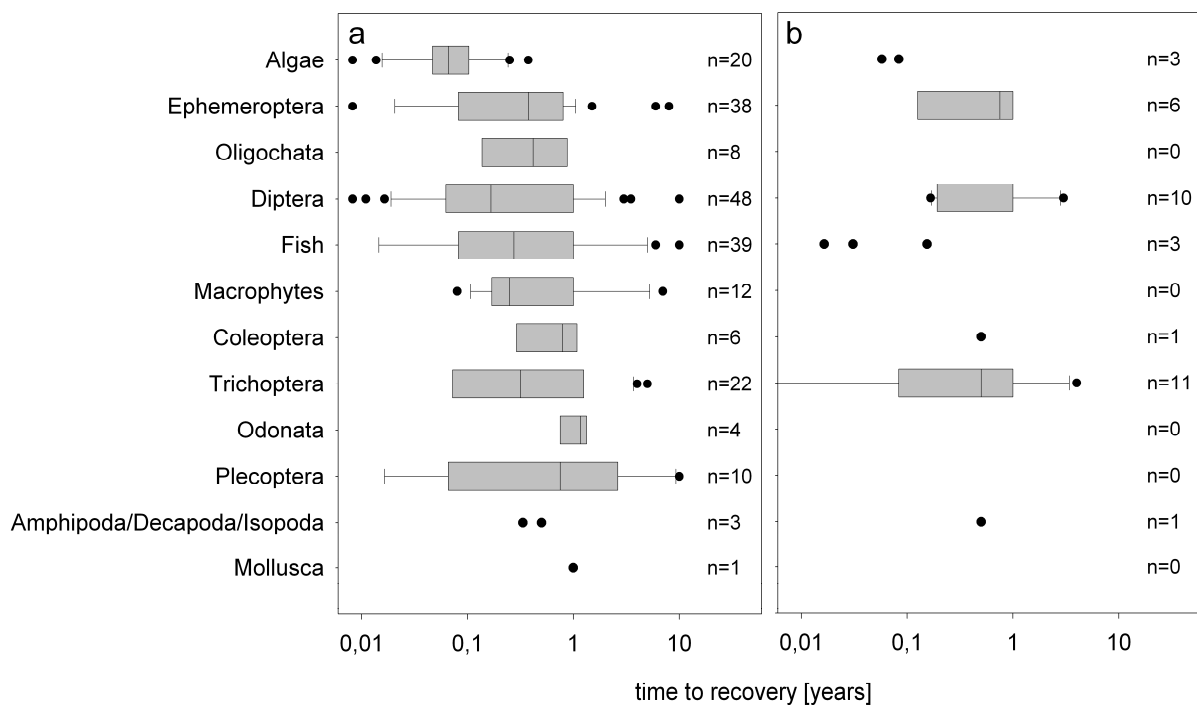 a
b
Algae n=20 n=3
Ephemeroptera n=38 n=6
Oligochata n=8 n=0
Diptera n=48 n=10
Fish n=39 n=3
Macrophytes n=12 n=0
Coleoptera n=6 n=1
Trichoptera n=22 n=11
Odonata n=4 n=0
Plecoptera n=10 n=0
Amphipoda/Decapoda/Isopoda n=3 n=1
Mollusca n=1 n=0
0,01 0,1 1 10 0,01 0,1 1 10
time to recovery [years]